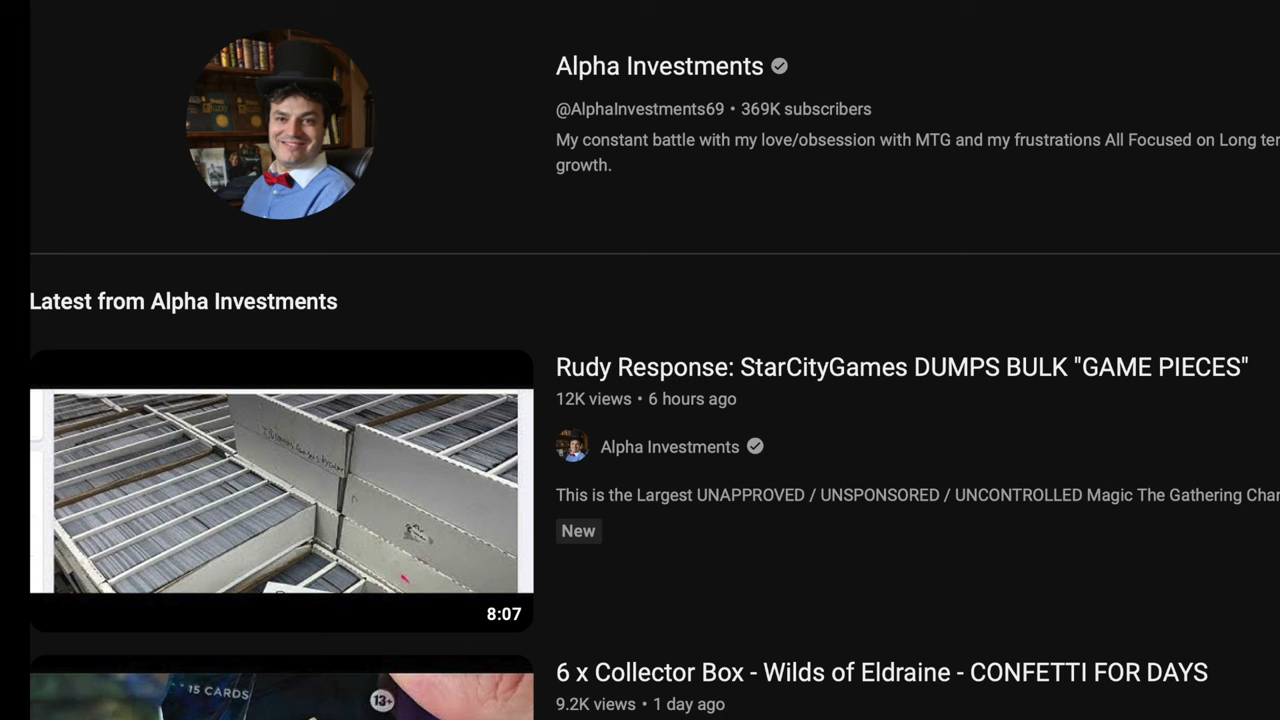 Alpha Investments
@AlphaInvestments69 • 369K subscribers
My constant battle with my love/obsession with MTG and my frustrations All Focused on Long ter
growth.
Latest from Alpha Investments
Rudy Response: StarCityGames DUMPS BULK "GAME PIECES"
12K views • 6 hours ago
Alpha Investments
This is the Largest UNAPPROVED / UNSPONSORED / UNCONTROLLED Magic The Gathering Chan
New
8:07
6 x Collector Box - Wilds of Eldraine - CONFETTI FOR DAYS
9.2K views • 1 day ago
15 CARDS
13+